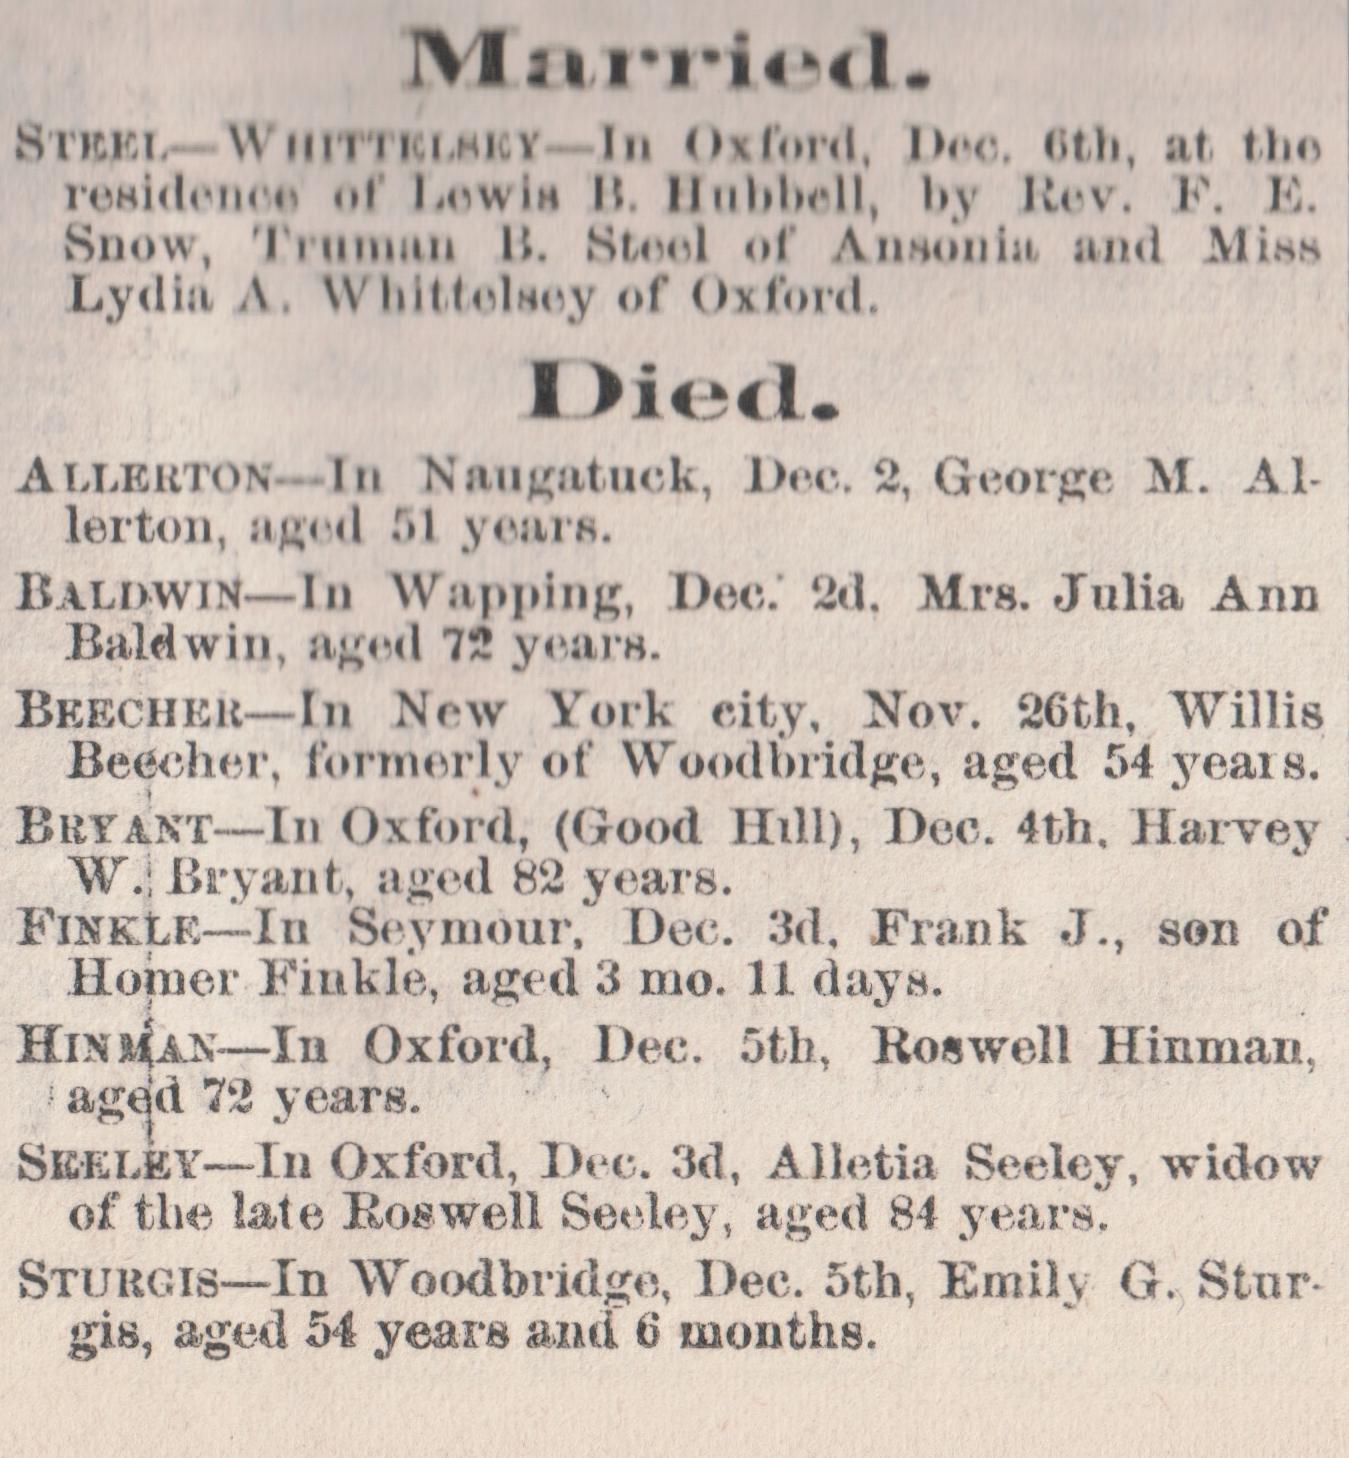 Married.
STEEL—WHITTELSEY—In Oxford, Dec. 6th, at the
residence of Lewis B. Hubbell, by Rev. F. E.
Snow, Truman B. Steel of Ansonia and Miss
Lydia A. Whittelsey of Oxford.
Died.
ALLERTON—In Naugatuck, Dec. 2, George M. Al-
lerton, aged 51 years.
BALDWIN—In Wapping, Dec. 2d, Mrs. Julia Ann
Baldwin, aged 72 years.
BEECHER—In New York city, Nov. 26th, Willis
Beecher, formerly of Woodbridge, aged 54 years.
BRYANT—In Oxford, (Good Hill), Dec. 4th, Harvey
W. Bryant, aged 82 years.
FINKLE—In Seymour, Dec. 3d, Frank J., son of
Homer Finkle, aged 3 mo. 11 days.
HINMAN—In Oxford, Dec. 5th, Roswell Hinman,
aged 72 years.
SEELEY—In Oxford, Dec. 3d, Alletia Seeley, widow
of the late Roswell Seeley, aged 84 years.
STURGIS—In Woodbridge, Dec. 5th, Emily G. Stur-
gis, aged 54 years and 6 months.